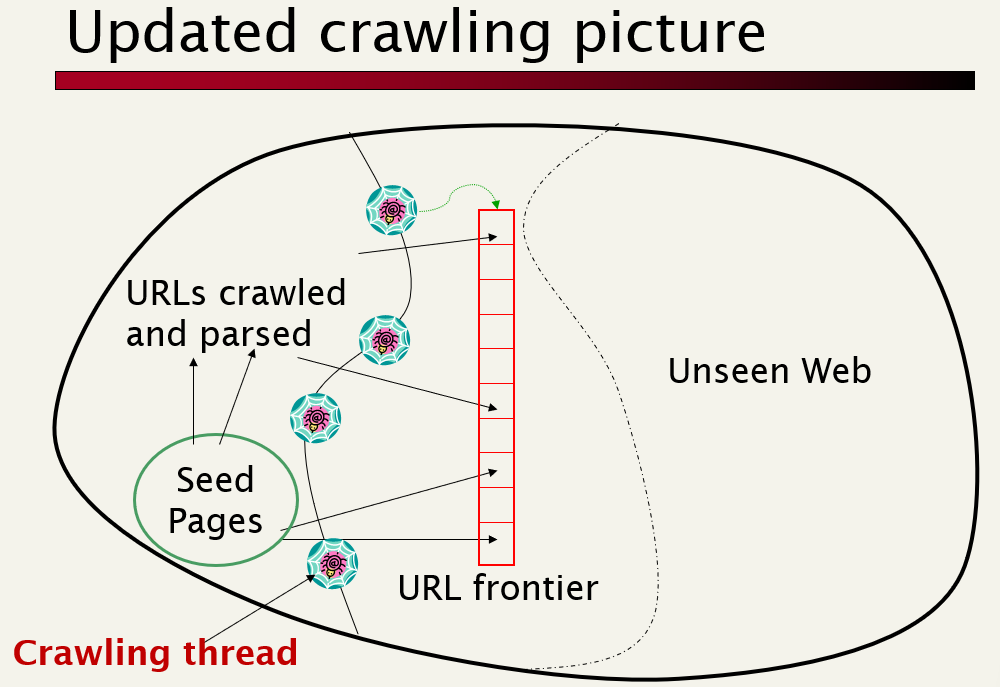 Updated crawling picture
URLs crawled
and parsed
Unseen Web
Seed
Pages
URL frontier
Crawling thread